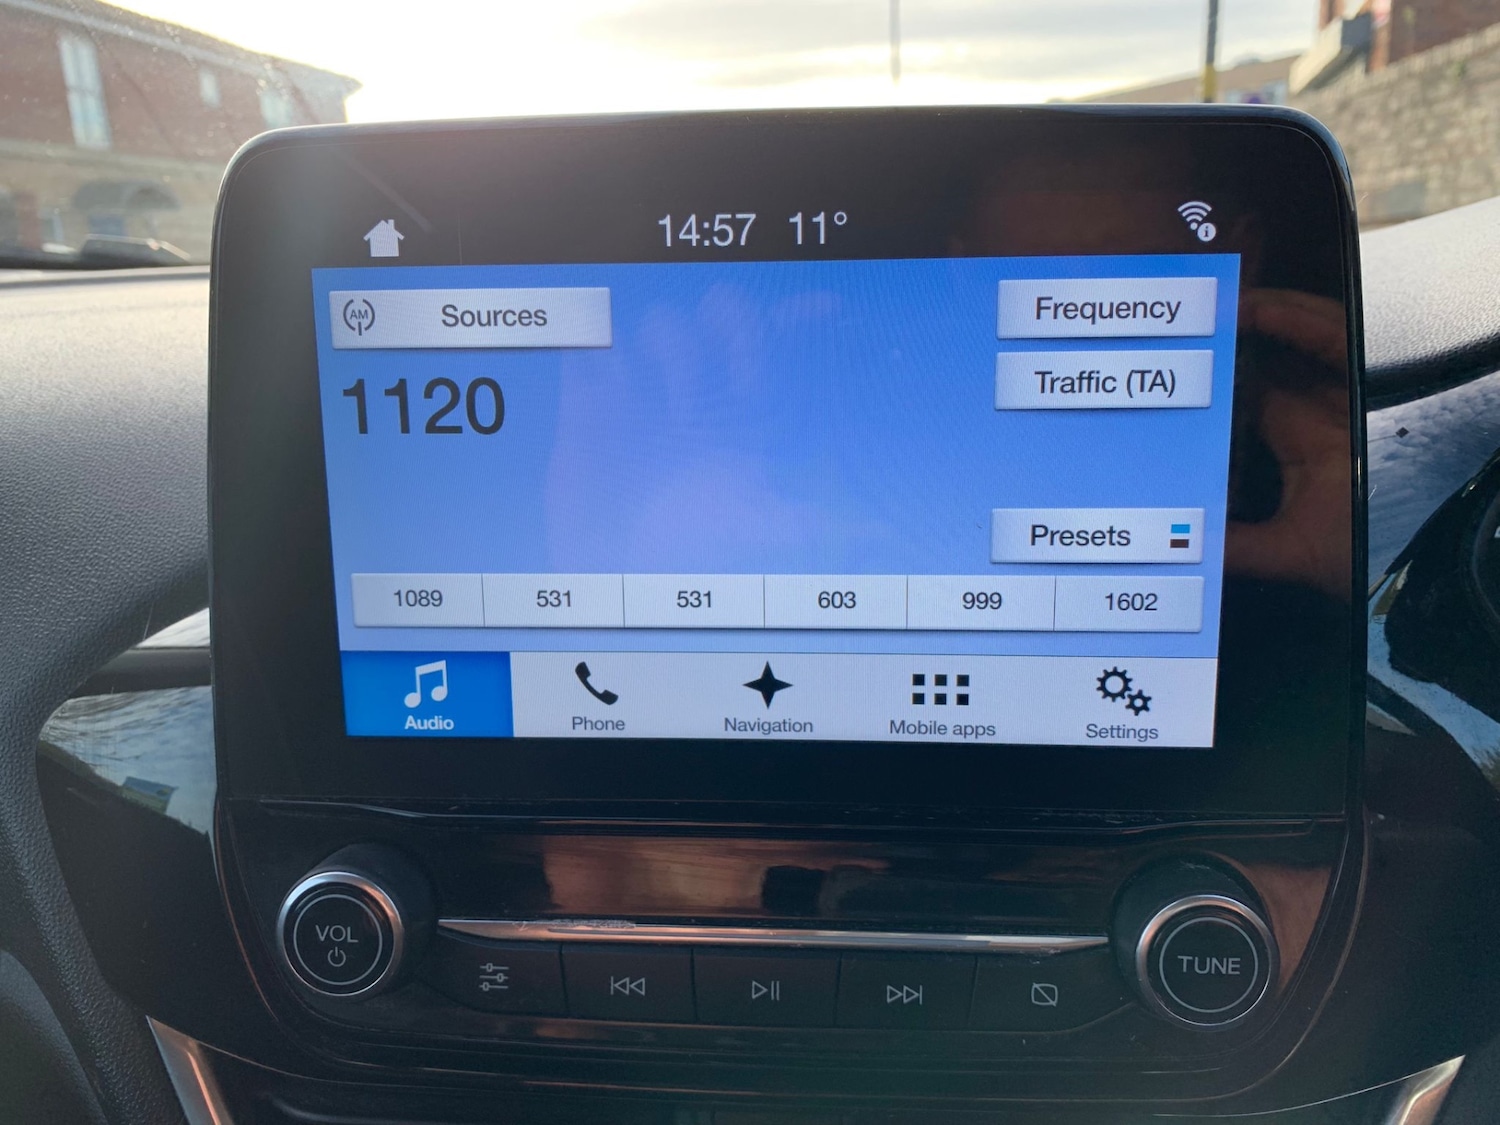 14:57 11°
AM Sources
Frequency
1120
Traffic (TA)
Presets
1089 531 531 603 999 1602
Audio Phone Navigation Mobile apps Settings
VOL
TUNE